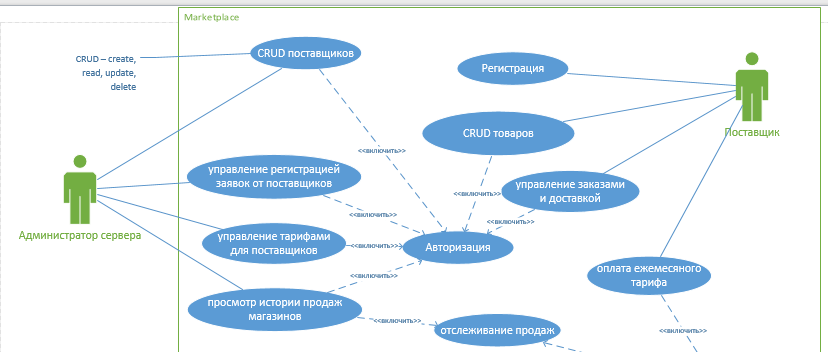 Marketplace
CRUD – create,
read, update,
delete
CRUD поставщиков
Регистрация
Поставщик
CRUD товаров
<<включить>>
управление регистрацией
заявок от поставщиков
управление заказами
и доставкой
<<включить>>
<<включить>>
<<включить>>
Администратор сервера
управление тарифами
для поставщиков
<<включить>>
Авторизация
<<включить>>
оплата ежемесяного
тарифа
просмотр истории продаж
магазинов
<<включить>>
отслеживание продаж
<<включить>>